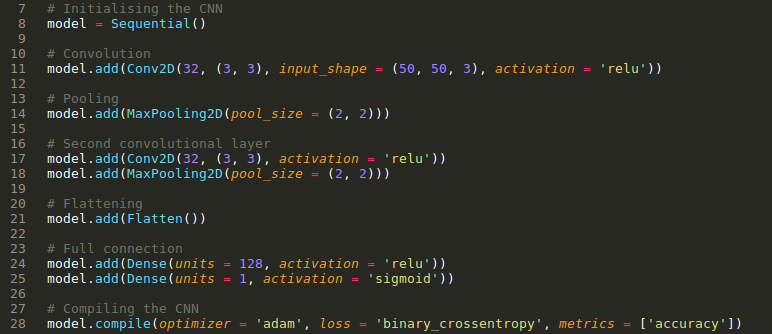 7 # Initialising the CNN
8 model = Sequential()
9
10 # Convolution
11 model.add(Conv2D(32, (3, 3), input_shape = (50, 50, 3), activation = 'relu'))
12
13 # Pooling
14 model.add(MaxPooling2D(pool_size = (2, 2)))
15
16 # Second convolutional layer
17 model.add(Conv2D(32, (3, 3), activation = 'relu'))
18 model.add(MaxPooling2D(pool_size = (2, 2)))
19
20 # Flattening
21 model.add(Flatten())
22
23 # Full connection
24 model.add(Dense(units = 128, activation = 'relu'))
25 model.add(Dense(units = 1, activation = 'sigmoid'))
26
27 # Compiling the CNN
28 model.compile(optimizer = 'adam', loss = 'binary_crossentropy', metrics = ['accuracy'])